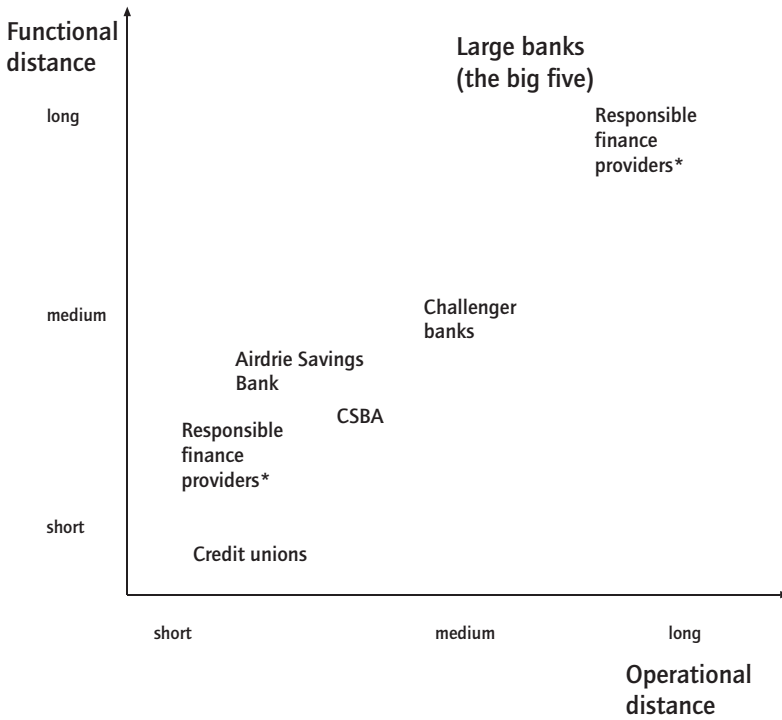 Functional
distance
Large banks
(the big five)
long
Responsible
finance
providers*
medium
Challenger
banks
Airdrie Savings
Bank
CSBA
Responsible
finance
providers*
short
Credit unions
short
medium
long
Operational
distance